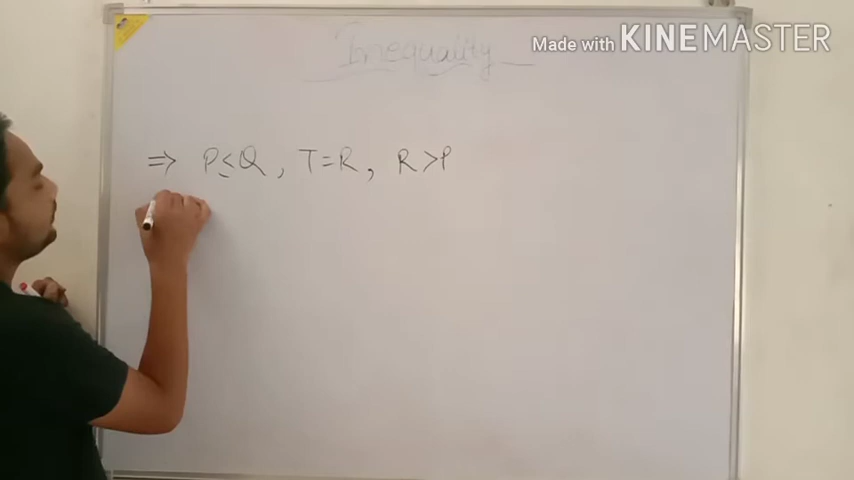 Made with KINEMASTER
Inequality
⇒ P≤Q, T=R, R>P